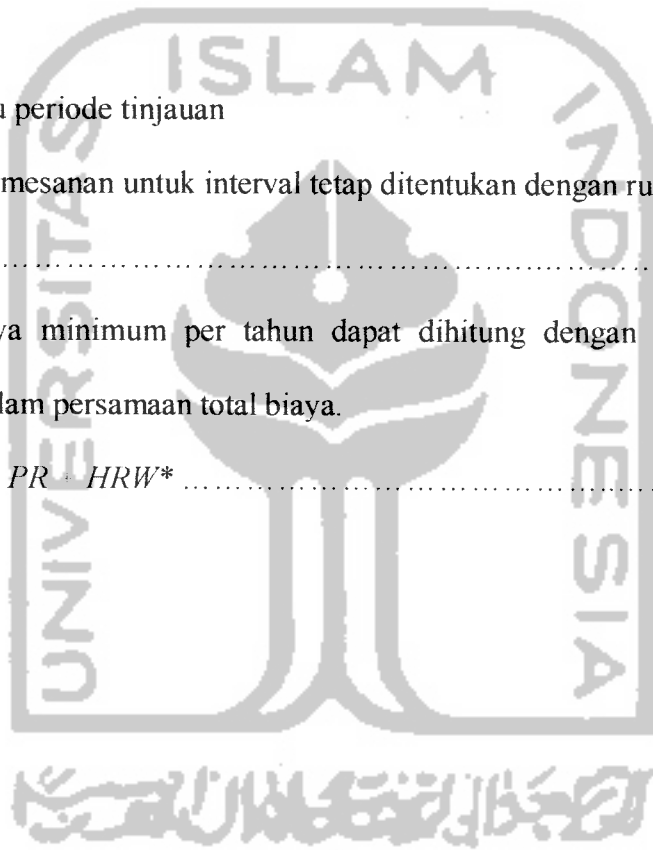 ISLAM
UNIVERSITAS
INDONESIA
periode tinjauan
mesanan untuk interval tetap ditentukan dengan ru
........................................................................
ya minimum per tahun dapat dihitung dengan
lam persamaan total biaya.
PR HRW* ........................................................